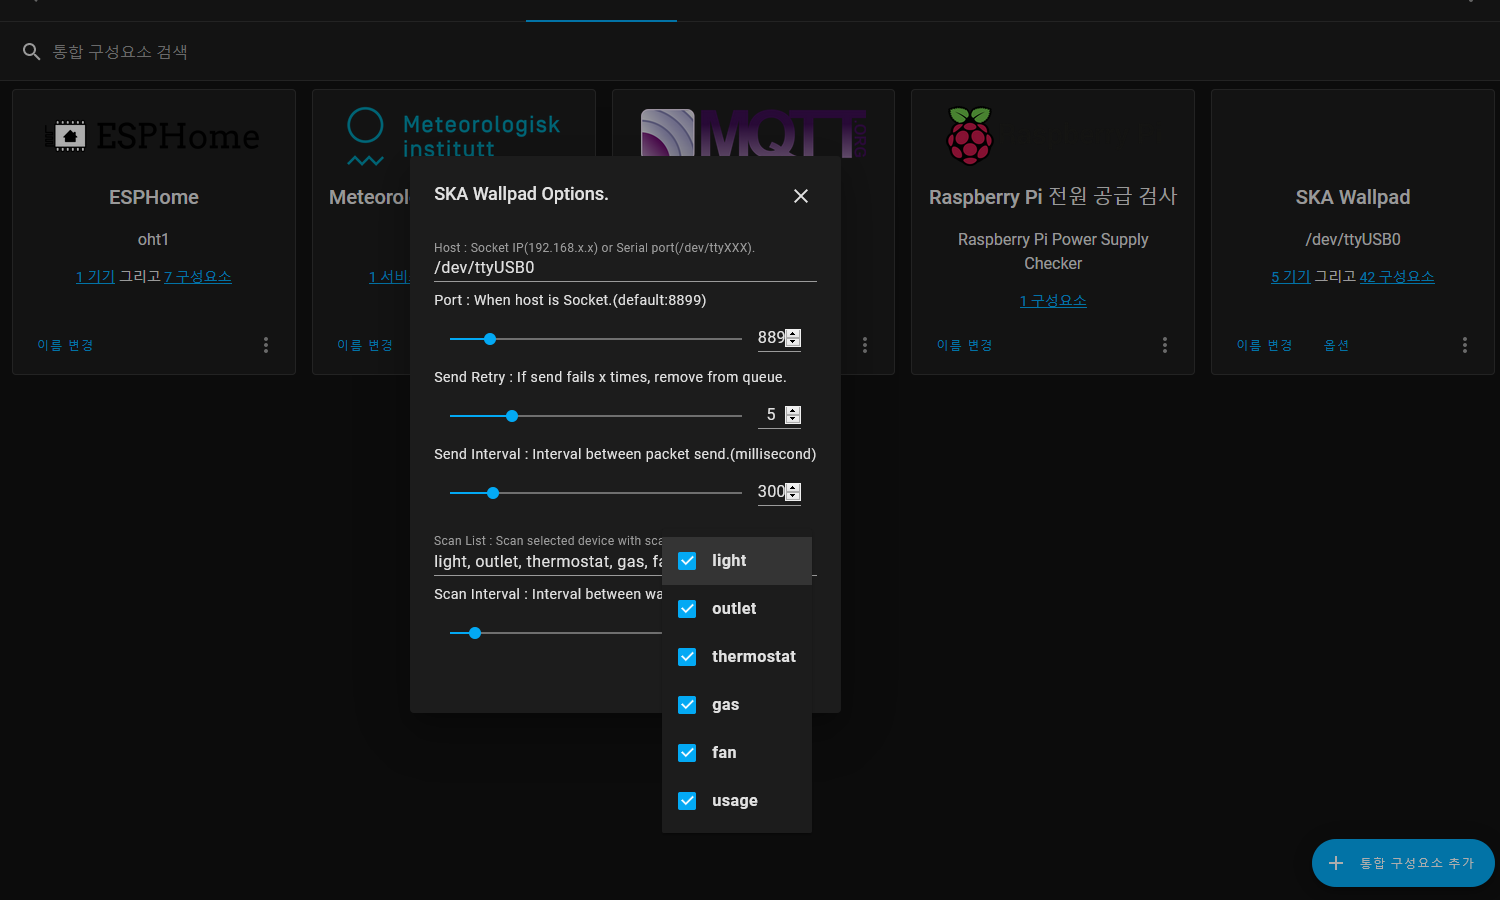 통합 구성요소 검색
ESPHome
ESPHome
oht1
1 기기 그리고 7 구성요소
이름 변경
Meteorologisk
institutt
Meteorol
1 서비
이름 변경
MQTT
.ORG
Raspberry Pi 전원 공급 검사
Raspberry Pi Power Supply
Checker
1 구성요소
이름 변경
SKA Wallpad
/dev/ttyUSB0
5 기기 그리고 42 구성요소
이름 변경 옵션
SKA Wallpad Options.
Host : Socket IP(192.168.x.x) or Serial port(/dev/ttyXXX).
/dev/ttyUSB0
Port : When host is Socket.(default:8899)
889
Send Retry : If send fails x times, remove from queue.
5
Send Interval : Interval between packet send.(millisecond)
300
Scan List : Scan selected device with sca
light, outlet, thermostat, gas, fa
Scan Interval : Interval between wa
light
outlet
thermostat
gas
fan
usage
통합 구성요소 추가